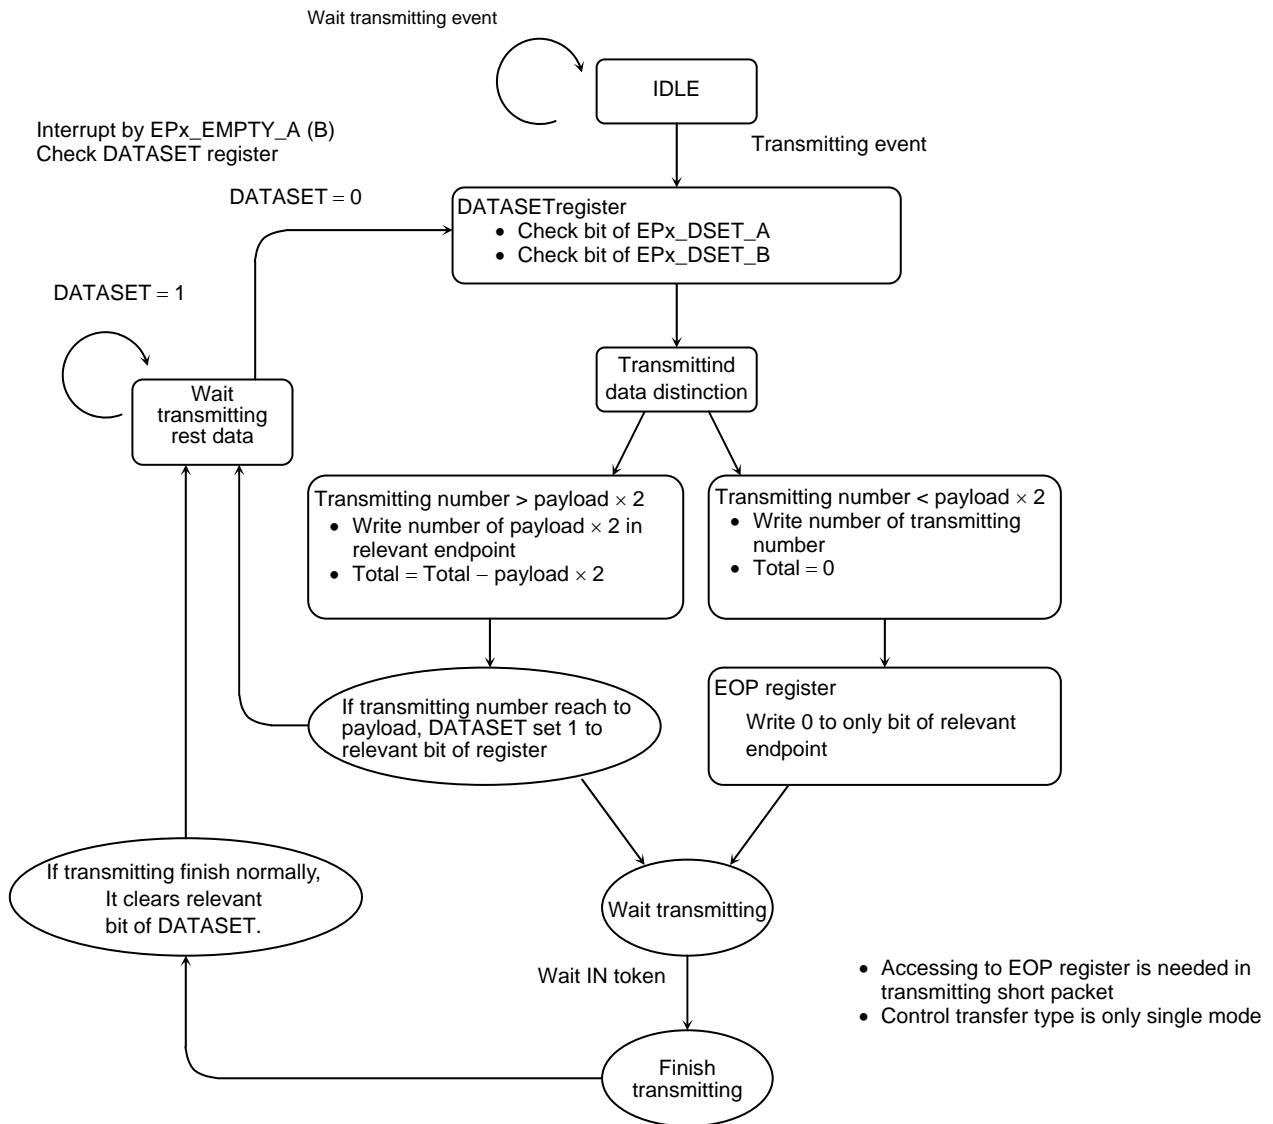 Wait transmitting event
IDLE
Interrupt by EPx_EMPTY_A (B)
Check DATASET register
Transmitting event
DATASET = 0
DATASETregister
• Check bit of EPx_DSET_A
• Check bit of EPx_DSET_B
DATASET = 1
Transmittind
data distinction
Wait
transmitting
rest data
Transmitting number > payload × 2
• Write number of payload × 2 in
relevant endpoint
• Total = Total − payload × 2
Transmitting number < payload × 2
• Write number of transmitting
number
• Total = 0
If transmitting number reach to
payload, DATASET set 1 to
relevant bit of register
EOP register
Write 0 to only bit of relevant
endpoint
If transmitting finish normally,
It clears relevant
bit of DATASET.
Wait transmitting
Wait IN token
• Accessing to EOP register is needed in
transmitting short packet
• Control transfer type is only single mode
Finish
transmitting